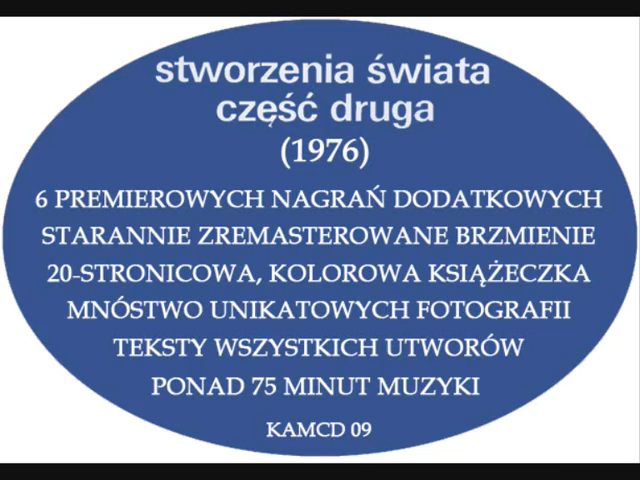 stworzenia świata
część druga
(1976)
6 PREMIEROWYCH NAGRAŃ DODATKOWYCH
STARANNIE ZREMASTEROWANE BRZMIENIE
20-STRONICOWA, KOLOROWA KSIĄŻECZKA
MNÓSTWO UNIKATOWYCH FOTOGRAFII
TEKSTY WSZYSTKICH UTWORÓW
PONAD 75 MINUT MUZYKI
KAMCD 09